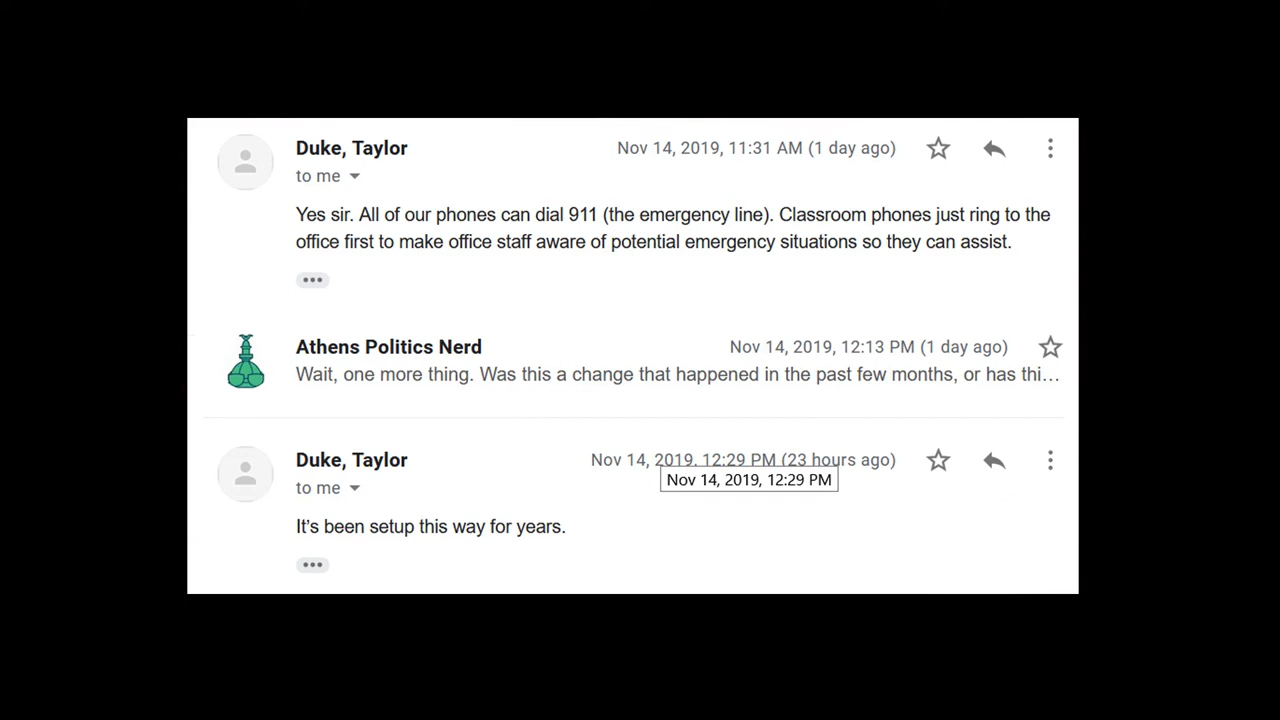 Duke, Taylor Nov 14, 2019, 11:31 AM (1 day ago)
to me
Yes sir. All of our phones can dial 911 (the emergency line). Classroom phones just ring to the
office first to make office staff aware of potential emergency situations so they can assist.
Athens Politics Nerd Nov 14, 2019, 12:13 PM (1 day ago)
Wait, one more thing. Was this a change that happened in the past few months, or has thi...
Duke, Taylor Nov 14, 2019, 12:29 PM (23 hours ago)
Nov 14, 2019, 12:29 PM
to me
It's been setup this way for years.